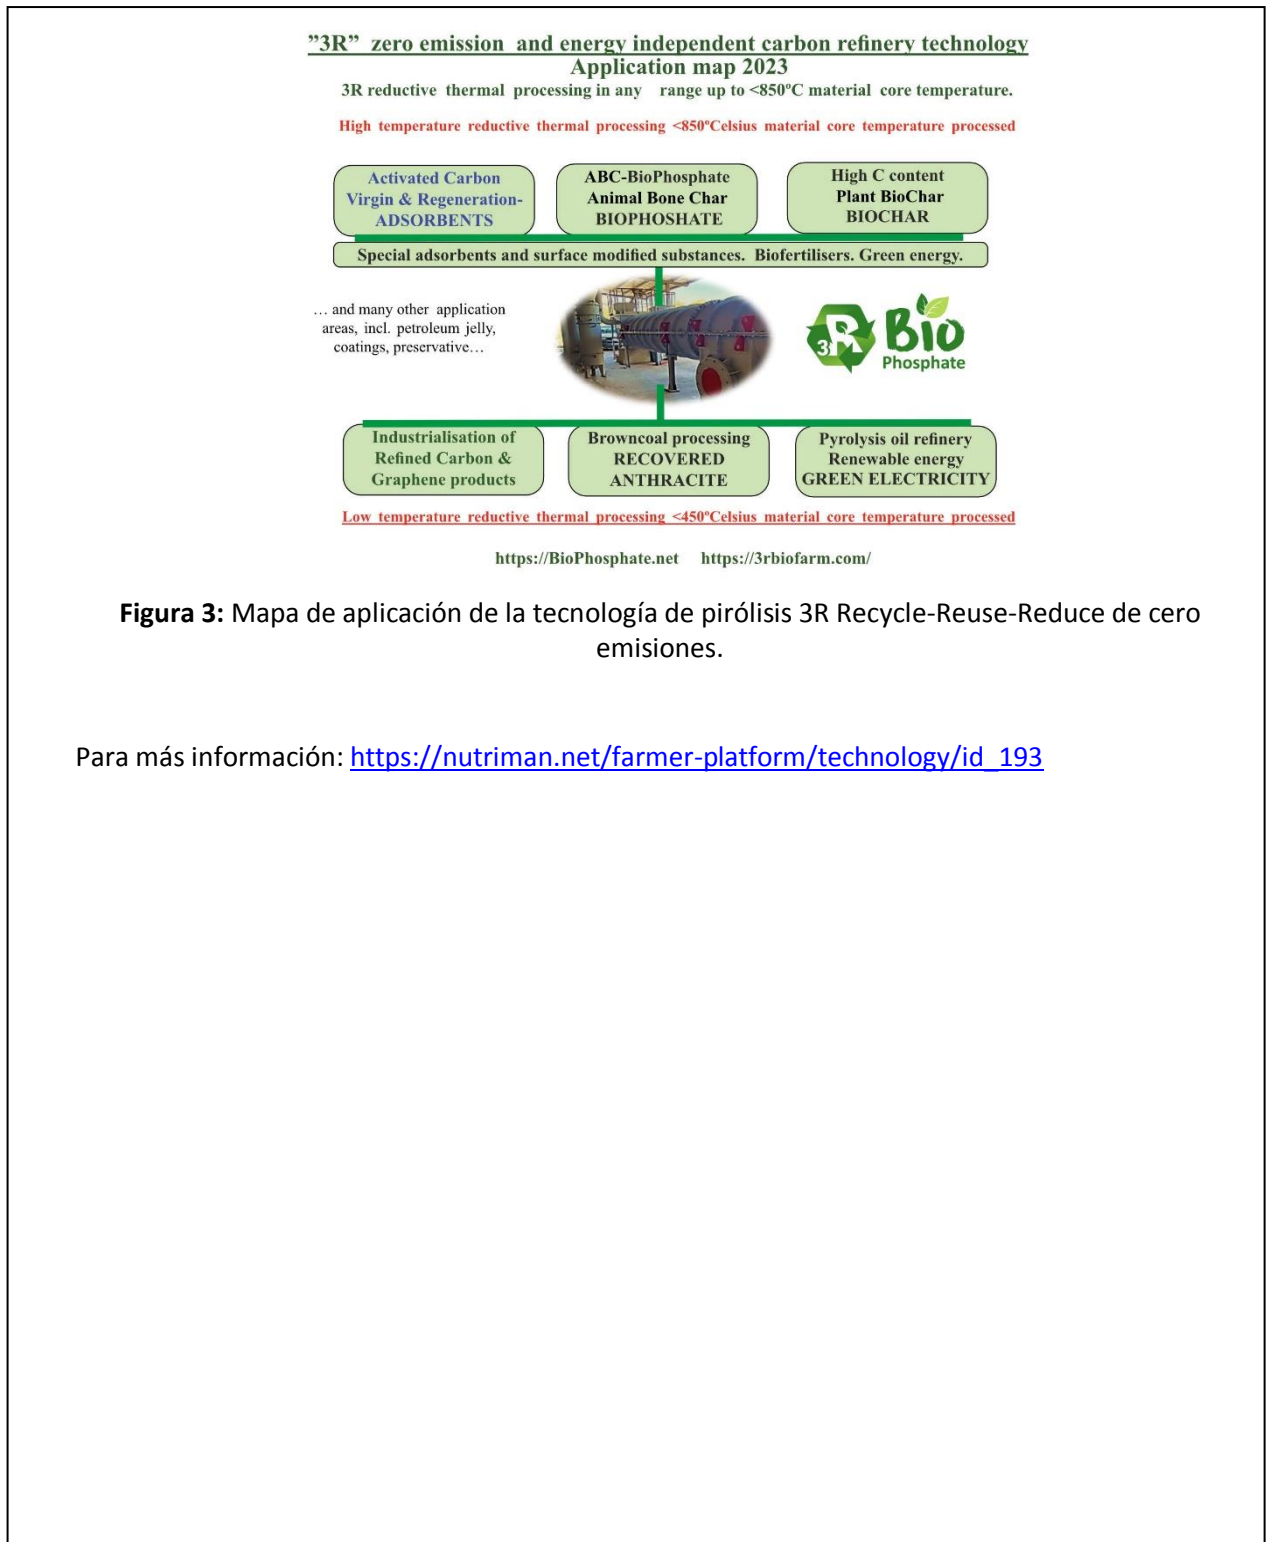 ”3R” zero emission and energy independent carbon refinery technology
Application map 2023
3R reductive thermal processing in any range up to <850ºC material core temperature.
High temperature reductive thermal processing <850ºCelsius material core temperature processed
Activated Carbon
Virgin & Regeneration-
ADSORBENTS
ABC-BioPhosphate
Animal Bone Char
BIOPHOSHATE
High C content
Plant BioChar
BIOCHAR
Special adsorbents and surface modified substances. Biofertilisers. Green energy.
… and many other application
areas, incl. petroleum jelly,
coatings, preservative…
3R Bio
Phosphate
Industrialisation of
Refined Carbon &
Graphene products
Browncoal processing
RECOVERED
ANTHRACITE
Pyrolysis oil refinery
Renewable energy
GREEN ELECTRICITY
Low temperature reductive thermal processing <450ºCelsius material core temperature processed
https://BioPhosphate.net https://3rbiofarm.com/
Figura 3: Mapa de aplicación de la tecnología de pirólisis 3R Recycle-Reuse-Reduce de cero
emisiones.
Para más información: https://nutriman.net/farmer-platform/technology/id_193